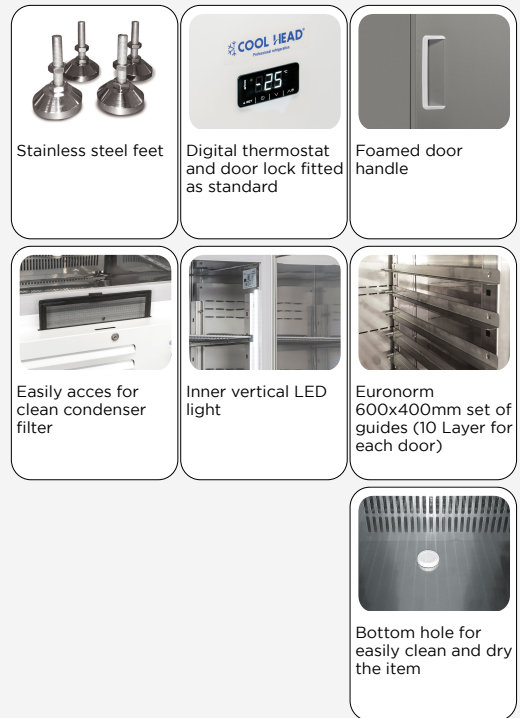 COOL HEAD®
Professional refrigeration
-25°C
SET
Stainless steel feet
Digital thermostat
and door lock fitted
as standard
Foamed door
handle
Easily acces for
clean condenser
filter
Inner vertical LED
light
Euronorm
600x400mm set of
guides (10 Layer for
each door)
Bottom hole for
easily clean and dry
the item